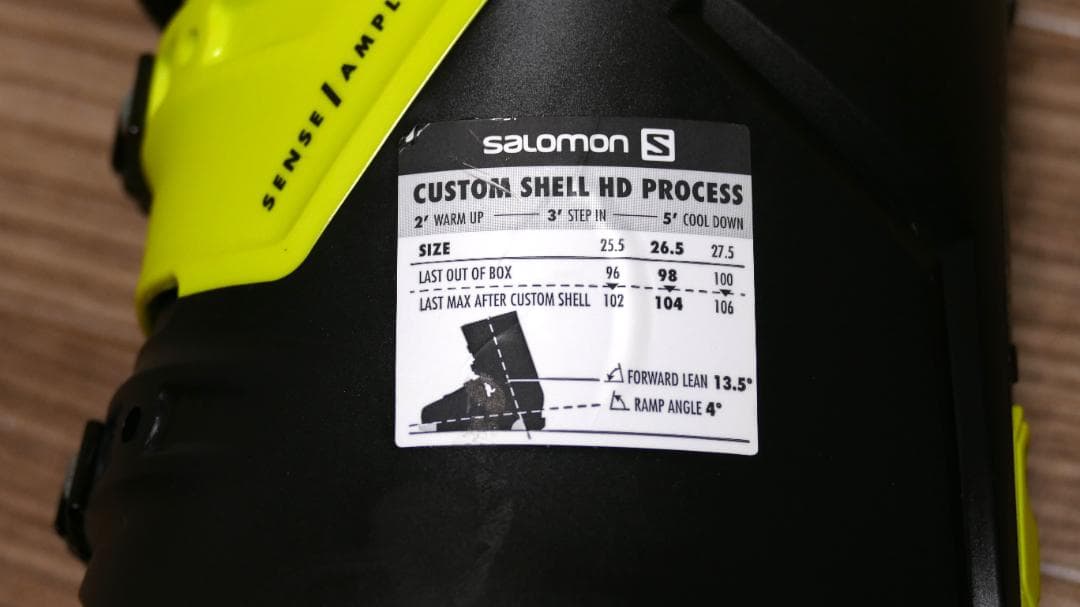 SENSE/AMPL
SALOMON S
CUSTOM SHELL HD PROCESS
2' WARM UP 3' STEP IN 5' COOL DOWN
SIZE 25.5 26.5 27.5
LAST OUT OF BOX 96 98 100
LAST MAX AFTER CUSTOM SHELL 102 104 106
FORWARD LEAN 13.5°
RAMP ANGLE 4°